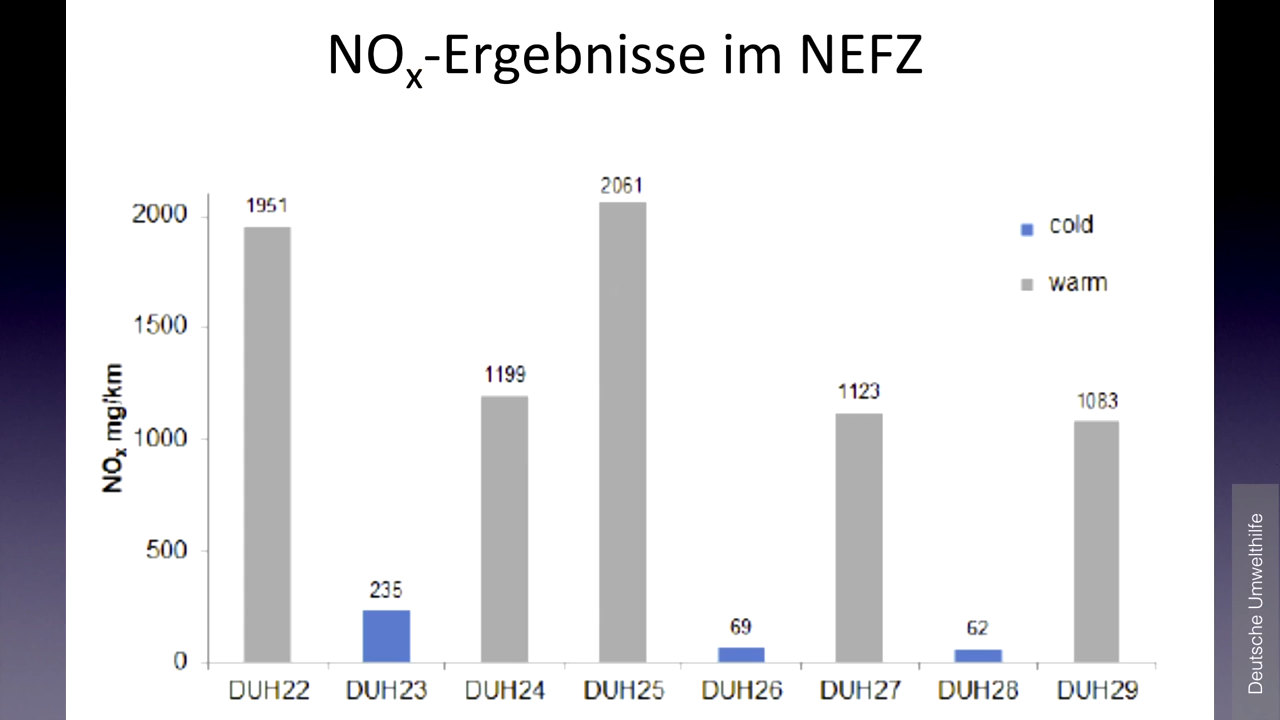 NOx-Ergebnisse im NEFZ
2061
1951
2000
cold
warm
1500
1199
1123
1083
NOx mg/km
1000
500
235
69
62
0
DUH22 DUH23 DUH24 DUH25 DUH26 DUH27 DUH28 DUH29
Deutsche Umwelthilfe